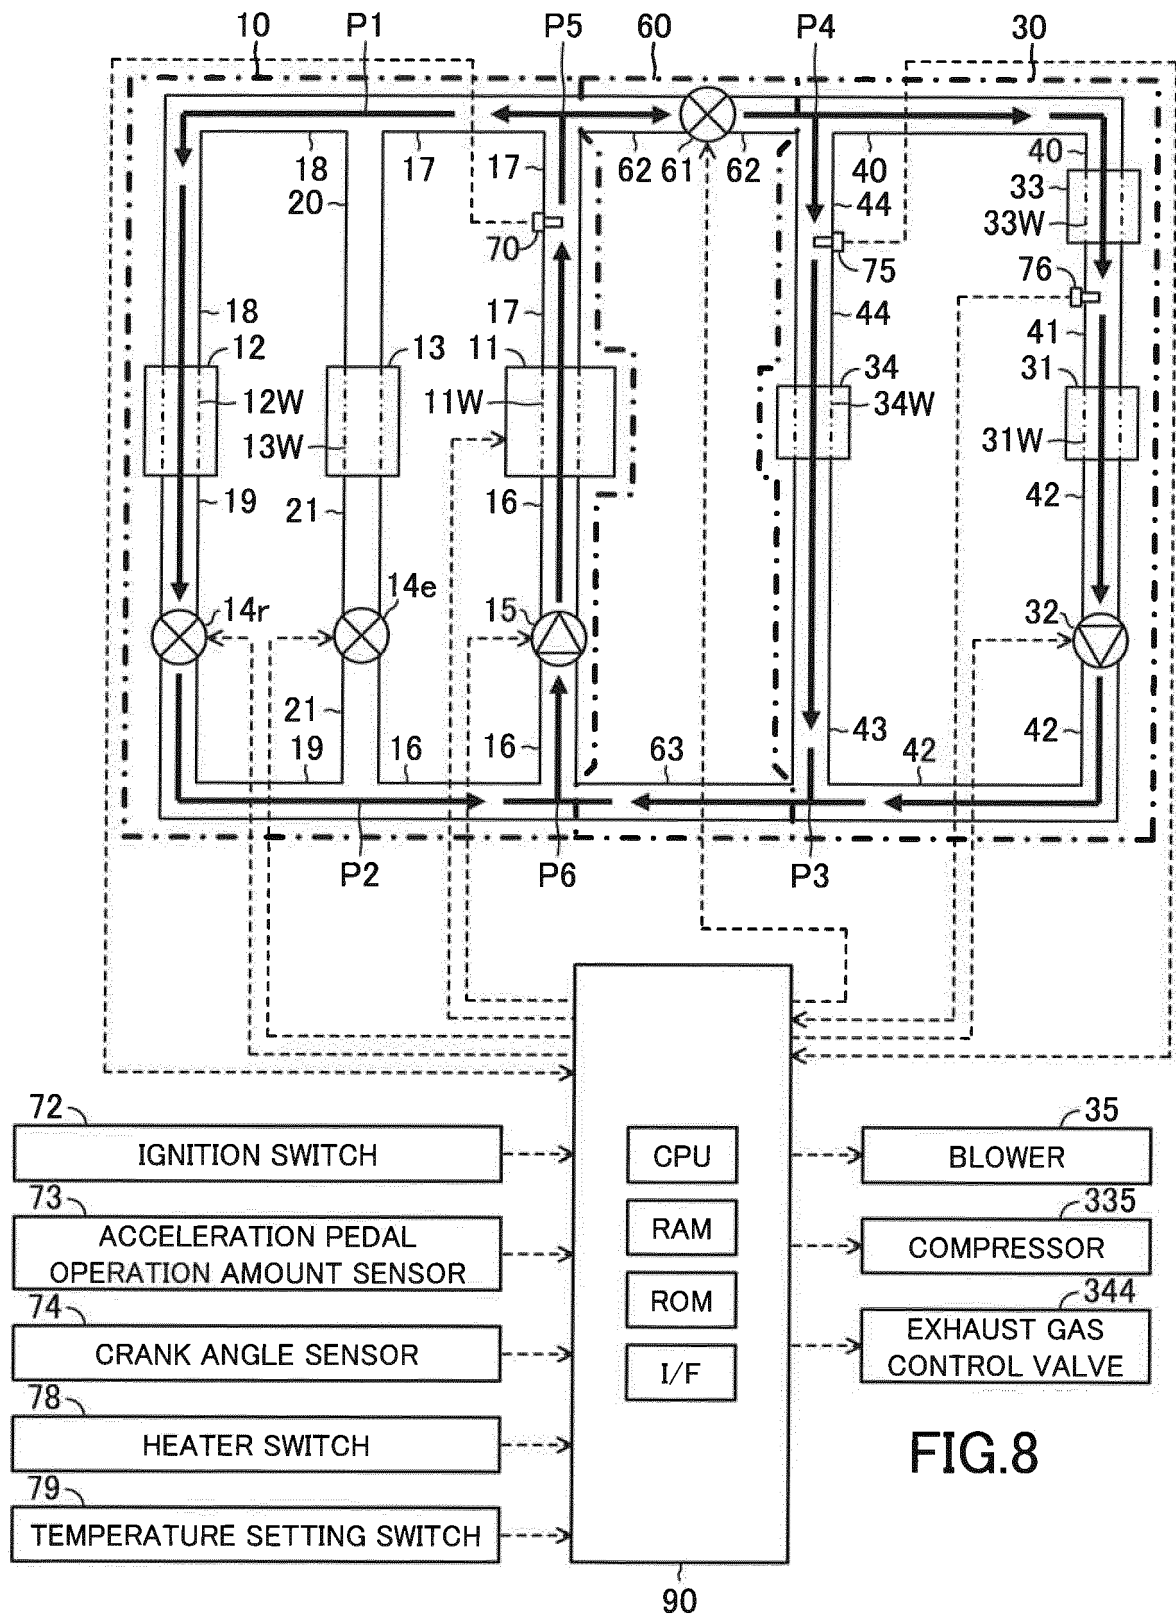 10 P1 P5 60 P4 30
18 17 17 62 61 62 40 40
20 44 33
33W
70 75 76
18 17 44 41
12 13 11 34 31
12W 11W 34W
13W 31W
19 21 16 42
14r 14e 15 32
21 16 43 42
19 16 63 42
P2 P6 P3
72
IGNITION SWITCH
73
ACCELERATION PEDAL
OPERATION AMOUNT SENSOR
74
CRANK ANGLE SENSOR
78
HEATER SWITCH
79
TEMPERATURE SETTING SWITCH
CPU
RAM
ROM
I/F
90
35
BLOWER
335
COMPRESSOR
344
EXHAUST GAS
CONTROL VALVE
FIG.8